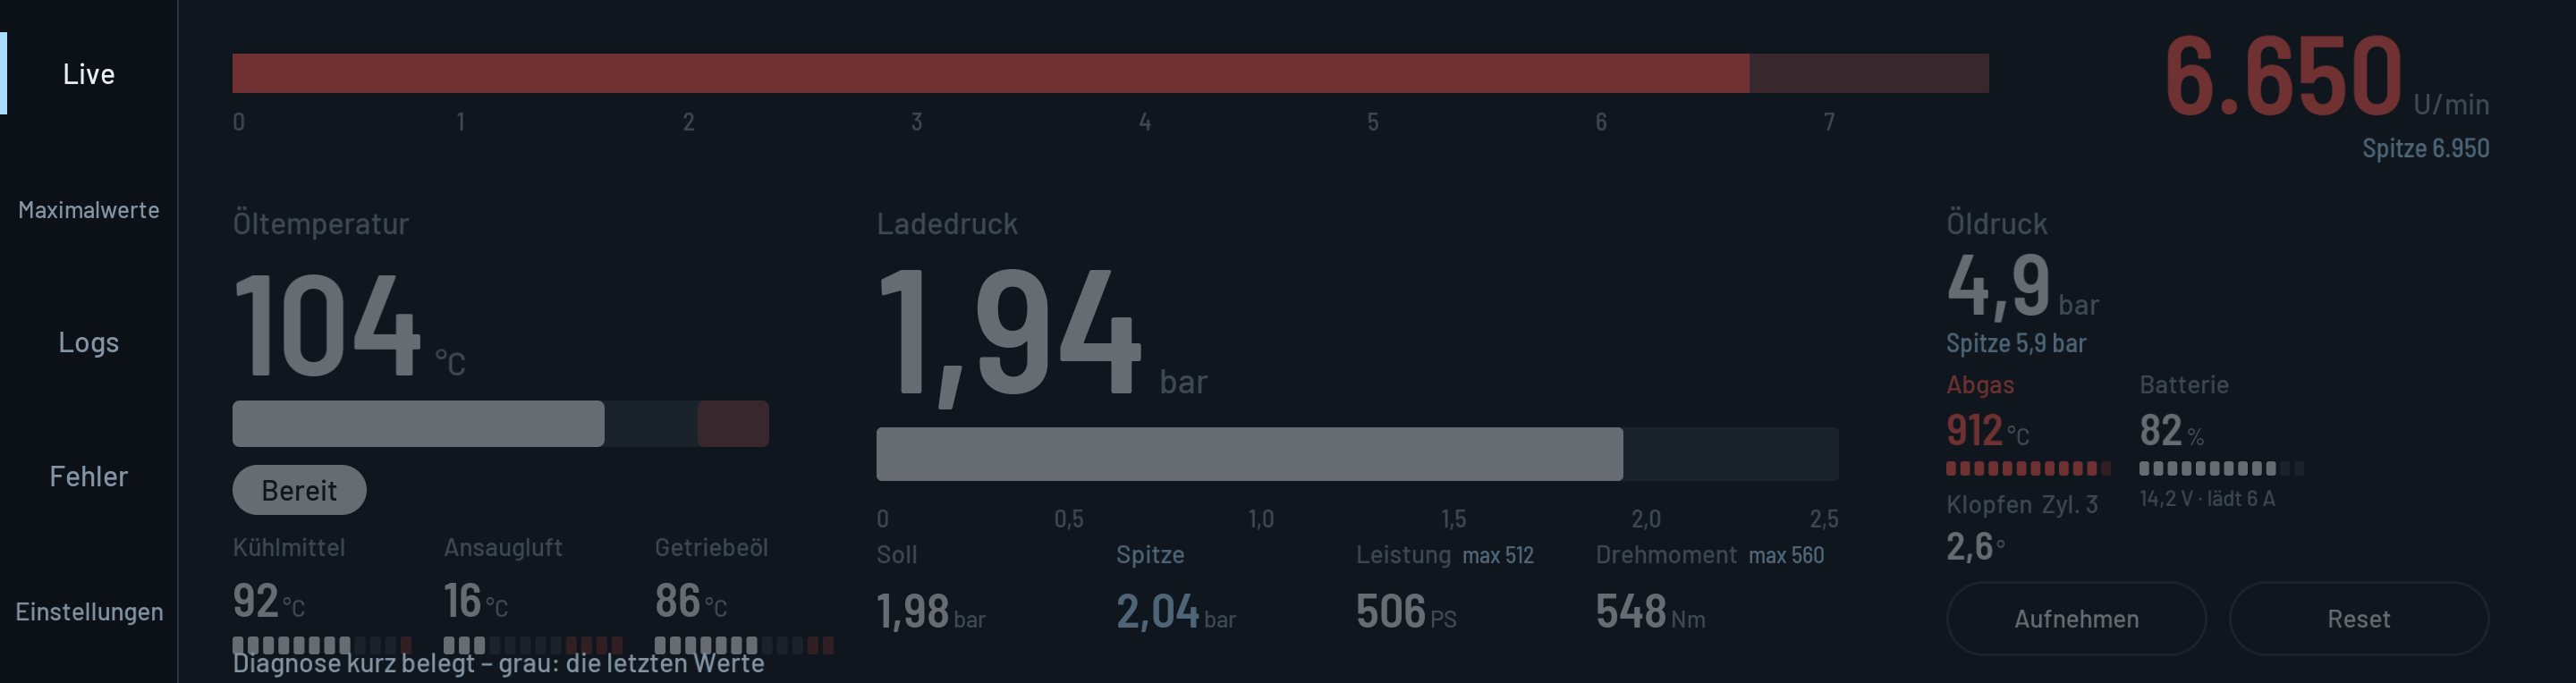 Live
Maximalwerte
Logs
Fehler
Einstellungen
0 1 2 3 4 5 6 7
6.650 U/min
Spitze 6.950
Öltemperatur
104 °C
Bereit
Kühlmittel
92 °C
Ansaugluft
16 °C
Getriebeöl
86 °C
Diagnose kurz belegt – grau: die letzten Werte
Ladedruck
1,94 bar
0 0,5 1,0 1,5 2,0 2,5
Soll
1,98 bar
Spitze
2,04 bar
Leistung max 512
506 PS
Drehmoment max 560
548 Nm
Öldruck
4,9 bar
Spitze 5,9 bar
Abgas
912 °C
Batterie
82 %
14,2 V · lädt 6 A
Klopfen Zyl. 3
2,6 °
Aufnehmen
Reset